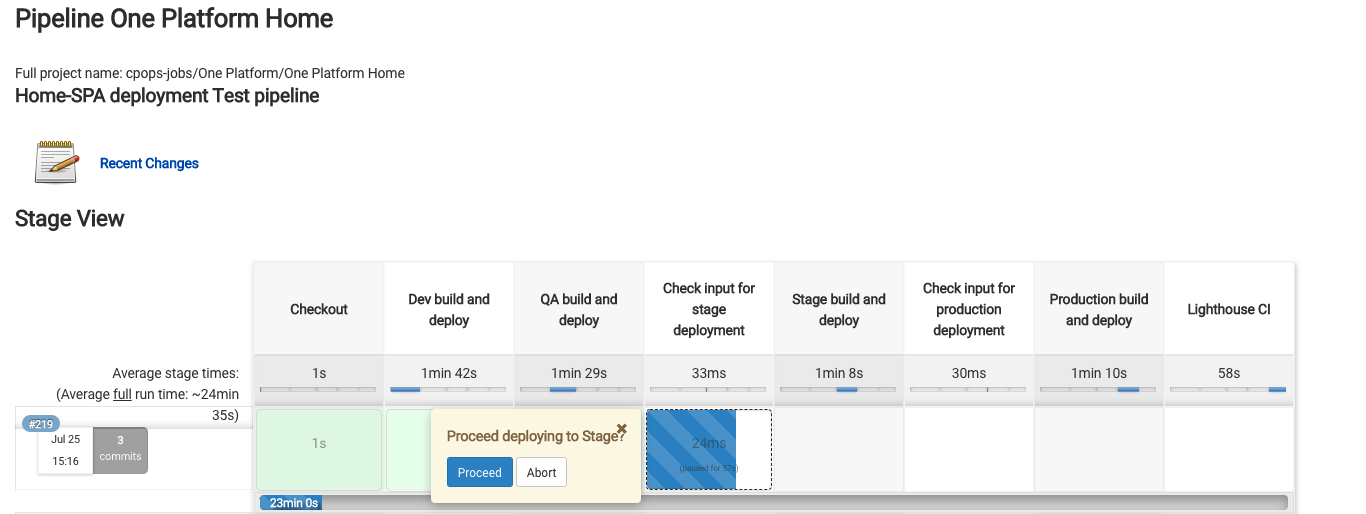 Pipeline One Platform Home
Full project name: cpops-jobs/One Platform/One Platform Home
Home-SPA deployment Test pipeline
Recent Changes
Stage View
Checkout
Dev build and
deploy
QA build and
deploy
Check input for
stage
deployment
Stage build and
deploy
Check input for
production
deployment
Production build
and deploy
Lighthouse CI
Average stage times:
(Average full run time: ~24min
35s)
1s
1min 42s
1min 29s
33ms
1min 8s
30ms
1min 10s
58s
#219
Jul 25
15:16
3
commits
1s
Proceed deploying to Stage?
Proceed
Abort
24ms
(paused for 57s)
23min 0s